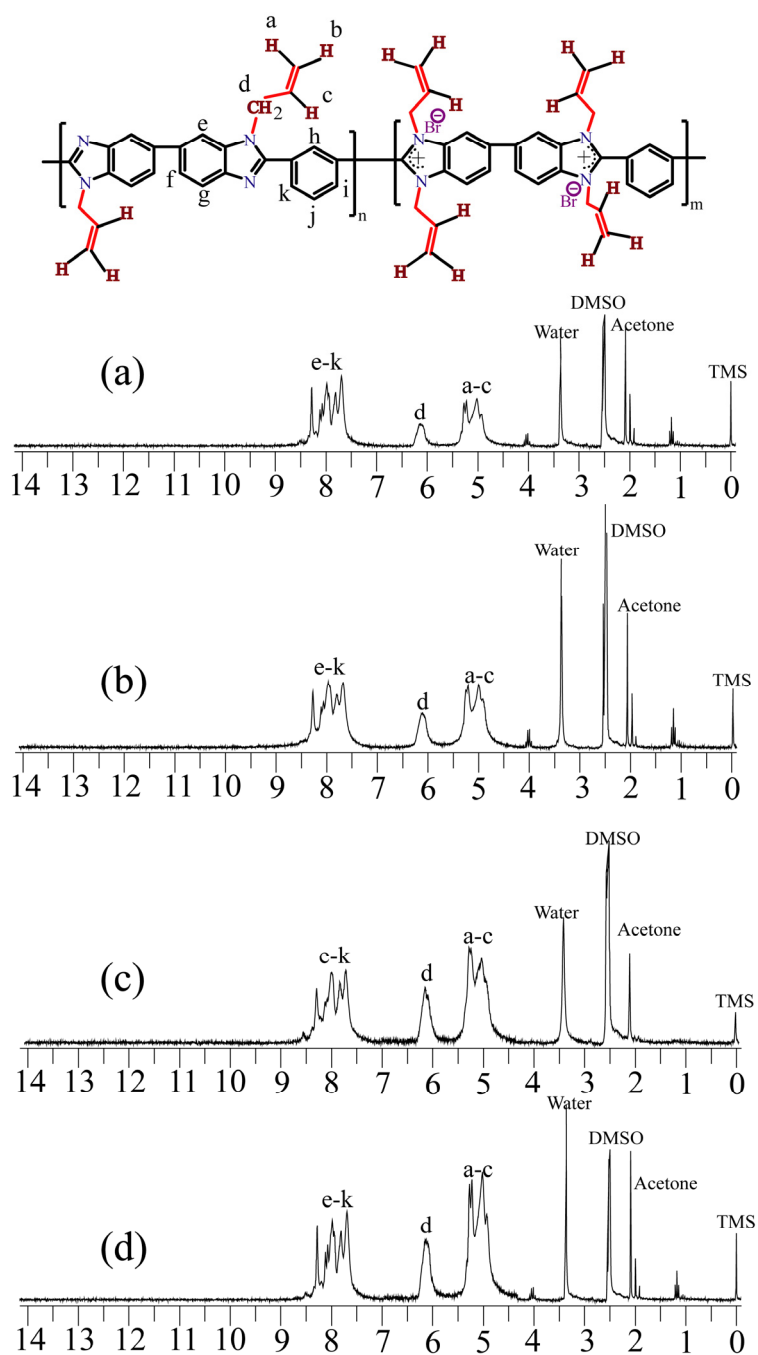 a b
H H H H H H
d c
CH2 H H H
e h Br⊖
N N N N
+ +
N N N N
f g k i j n Br⊖ m
H H H
H H H H H H
DMSO
Water Acetone
(a) e-k a-c TMS
d
14 13 12 11 10 9 8 7 6 5 4 3 2 1 0
Water DMSO
Acetone
(b) e-k a-c TMS
d
14 13 12 11 10 9 8 7 6 5 4 3 2 1 0
DMSO
Water
Acetone
(c) c-k a-c
d TMS
14 13 12 11 10 9 8 7 6 5 4 3 2 1 0
Water
DMSO
a-c
Acetone
e-k
(d) d TMS
14 13 12 11 10 9 8 7 6 5 4 3 2 1 0